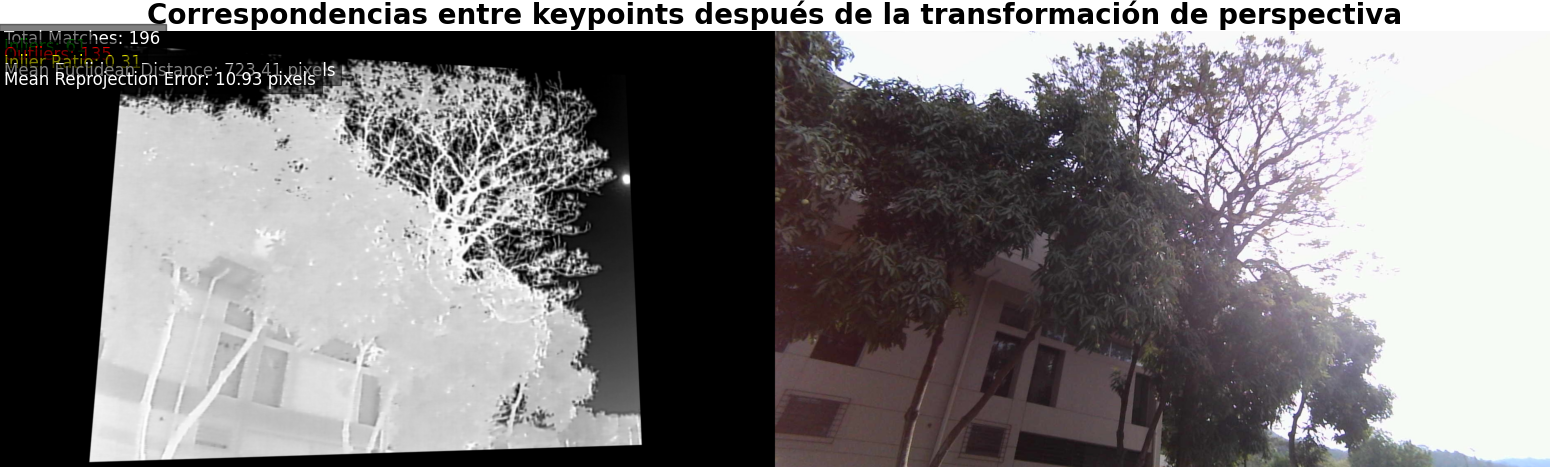 Correspondencias entre keypoints después de la transformación de perspectiva
Total Matches: 196
Outliers: 135
Inlier Ratio: 0.31
Mean Euclidean Distance: 723.41 pixels
Mean Reprojection Error: 10.93 pixels